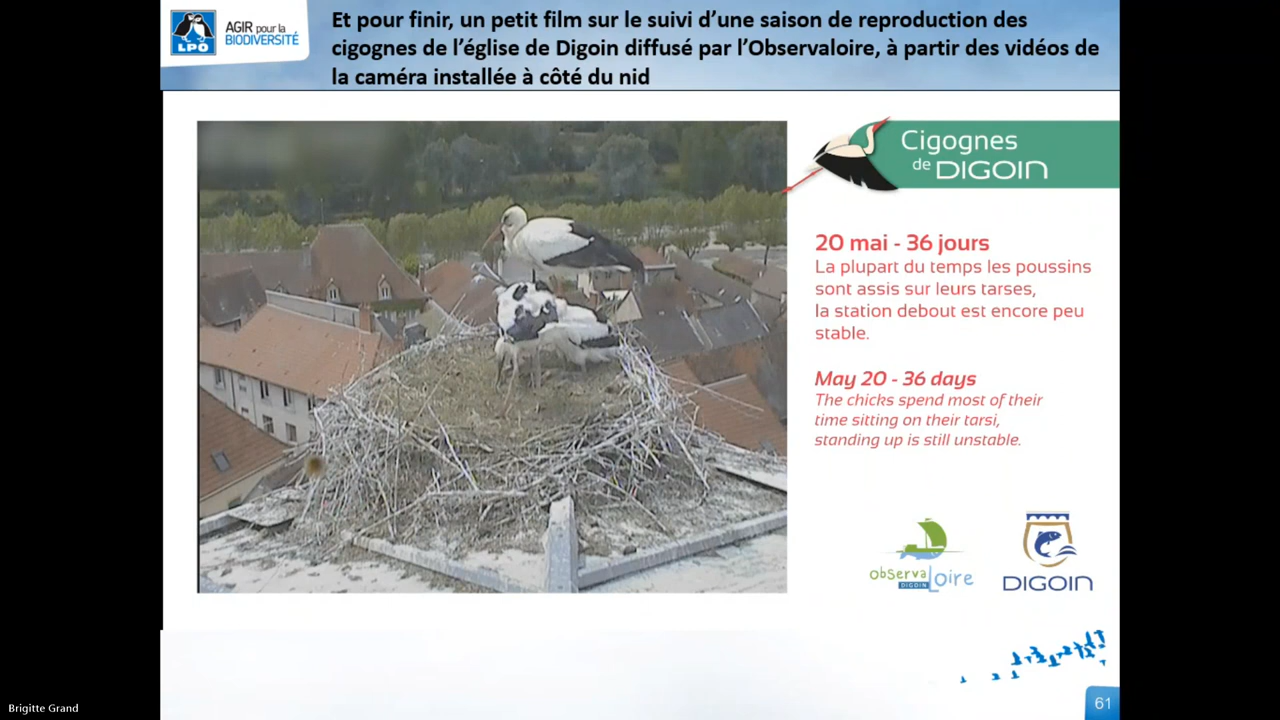 LPO
AGIR pour la
BIODIVERSITÉ
Et pour finir, un petit film sur le suivi d'une saison de reproduction des
cigognes de l'église de Digoin diffusé par l'Observaloire, à partir des vidéos de
la caméra installée à côté du nid
Cigognes
de DIGOIN
20 mai - 36 jours
La plupart du temps les poussins
sont assis sur leurs tarses,
la station debout est encore peu
stable.
May 20 - 36 days
The chicks spend most of their
time sitting on their tarsi,
standing up is still unstable.
observa
DIGOIN
Loire
DIGOIN
61
Brigitte Grand